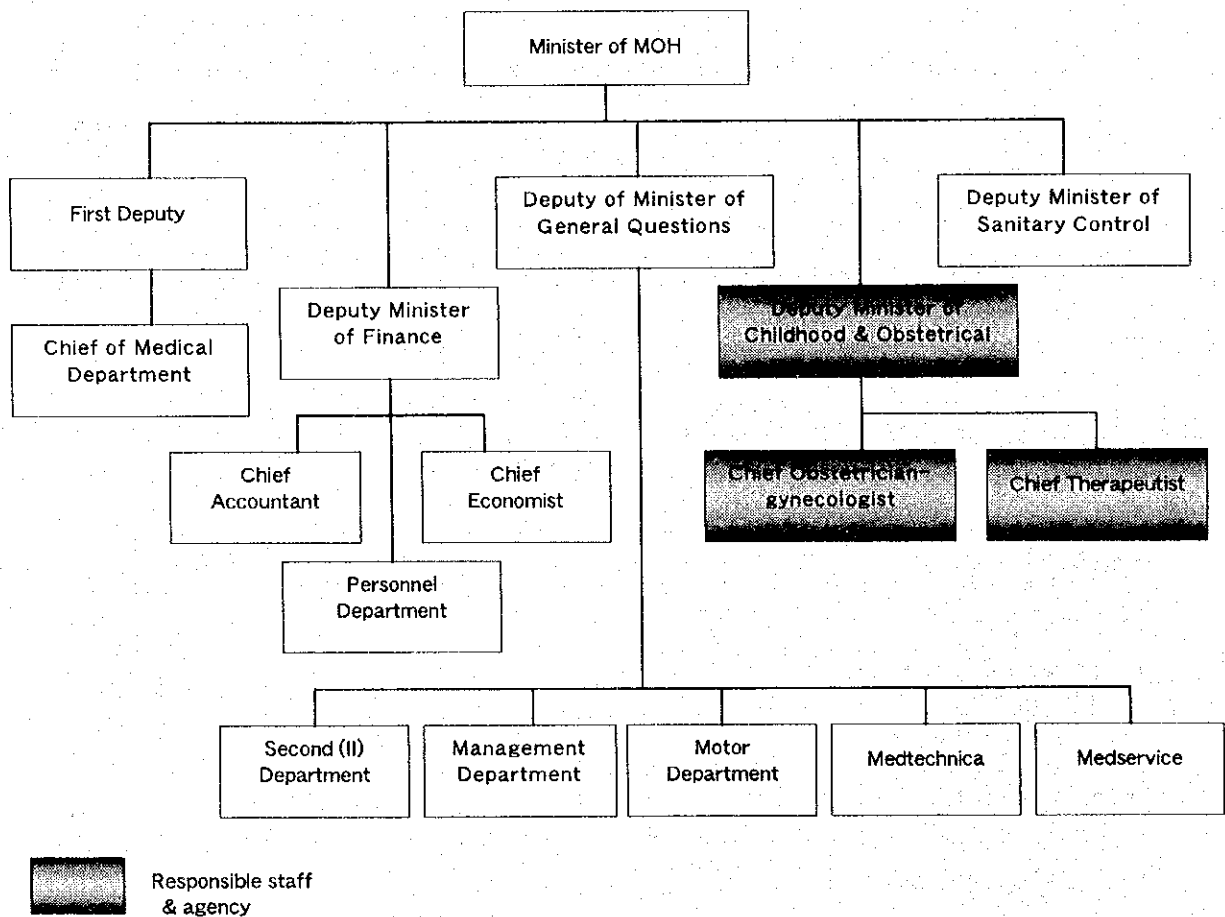 Minister of MOH
First Deputy
Deputy of Minister of
General Questions
Deputy Minister of
Sanitary Control
Deputy Minister
of Finance
Deputy Minister of
Childhood & Obstetrical
Chief of Medical
Department
Chief
Accountant
Chief
Economist
Chief Obstetrician-
gynecologist
Chief Therapeutist
Personnel
Department
Second (II)
Department
Management
Department
Motor
Department
Medtechnica
Medservice
Responsible staff
& agency